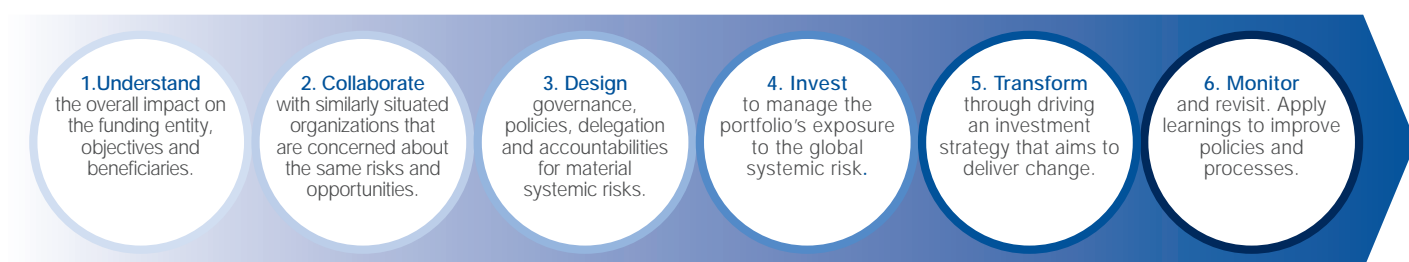 1.Understand
the overall impact on
the funding entity,
objectives and
beneficiaries.
2. Collaborate
with similarly situated
organizations that
are concerned about
the same risks and
opportunities.
3. Design
governance,
policies, delegation
and accountabilities
for material
systemic risks.
4. Invest
to manage the
portfolio's exposure
to the global
systemic risk.
5. Transform
through driving
an investment
strategy that aims to
deliver change.
6. Monitor
and revisit. Apply
learnings to improve
policies and
processes.